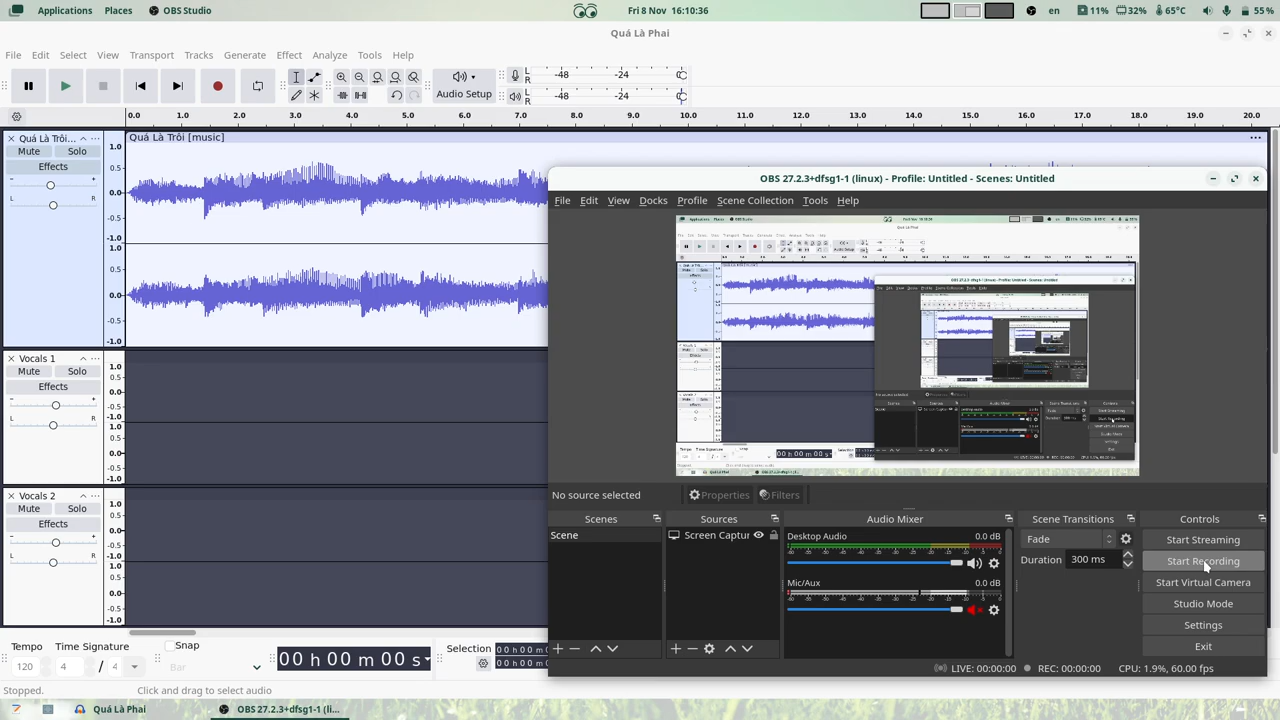 Applications Places OBS Studio Fri 8 Nov 16:10:36 en 11% 32% 65°C 55 %
Quá Là Phai
File Edit Select View Transport Tracks Generate Effect Analyze Tools Help
L R -48 -24 0
Audio Setup
L R -48 -24 0
0.0 1.0 2.0 3.0 4.0 5.0 6.0 7.0 8.0 9.0 10.0 11.0 12.0 13.0 14.0 15.0 16.0 17.0 18.0 19.0 20.0
Quá Là Trôi... Quá Là Trôi [music]
Mute Solo
Effects
- +
L R
1.0
0.5
0.0
-0.5
-1.0
1.0
0.5
0.0
-0.5
-1.0
Vocals 1
Mute Solo
Effects
- +
L R
1.0
0.5
0.0
-0.5
-1.0
1.0
0.5
0.0
-0.5
-1.0
Vocals 2
Mute Solo
Effects
- +
L R
1.0
0.5
0.0
-0.5
-1.0
1.0
0.5
0.0
-0.5
-1.0
OBS 27.2.3+dfsg1-1 (linux) - Profile: Untitled - Scenes: Untitled
File Edit View Docks Profile Scene Collection Tools Help
No source selected Properties Filters
Scenes Sources Audio Mixer Scene Transitions Controls
Scene
Screen Captur
Desktop Audio 0.0 dB
Mic/Aux 0.0 dB
Fade
Duration 300 ms
Start Streaming
Start Recording
Start Virtual Camera
Studio Mode
Settings
Exit
LIVE: 00:00:00 REC: 00:00:00 CPU: 1.9%, 60.00 fps
Tempo Time Signature Snap
120 4 / 4 Bar
00 h 00 m 00 s
Selection
Stopped. Click and drag to select audio
Quá Là Phai OBS 27.2.3+dfsg1-1 (li...